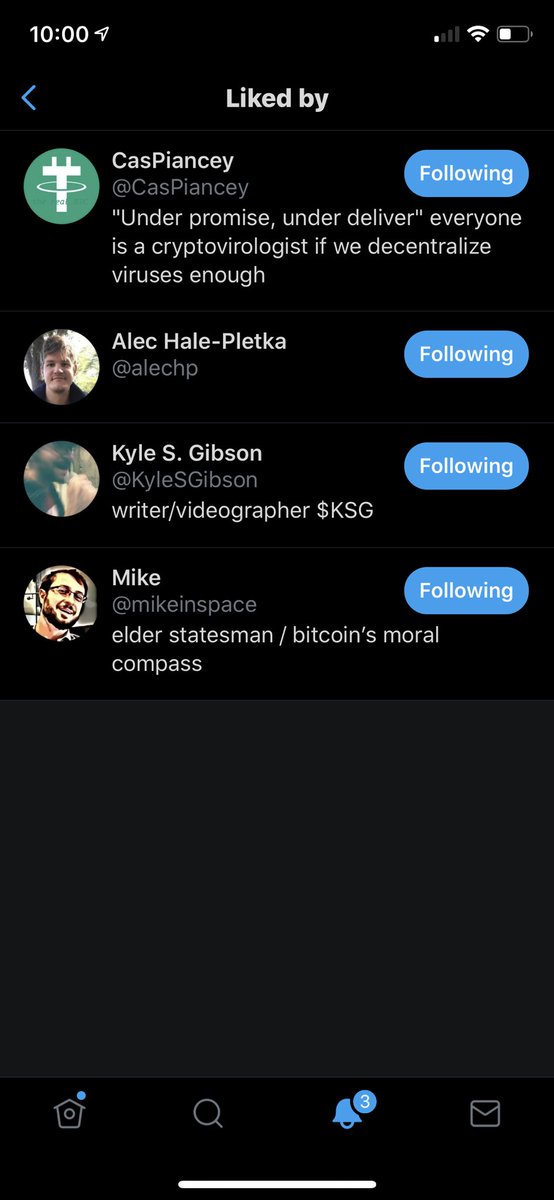 10:00
Liked by
CasPiancey
Following
@CasPiancey
"Under promise, under deliver" everyone
is a cryptovirologist if we decentralize
viruses enough
Alec Hale-Pletka
Following
@alechp
Kyle S. Gibson
Following
@KyleSGibson
writer/videographer $KSG
Mike
Following
@mikeinspace
elder statesman / bitcoin’s moral
compass
3